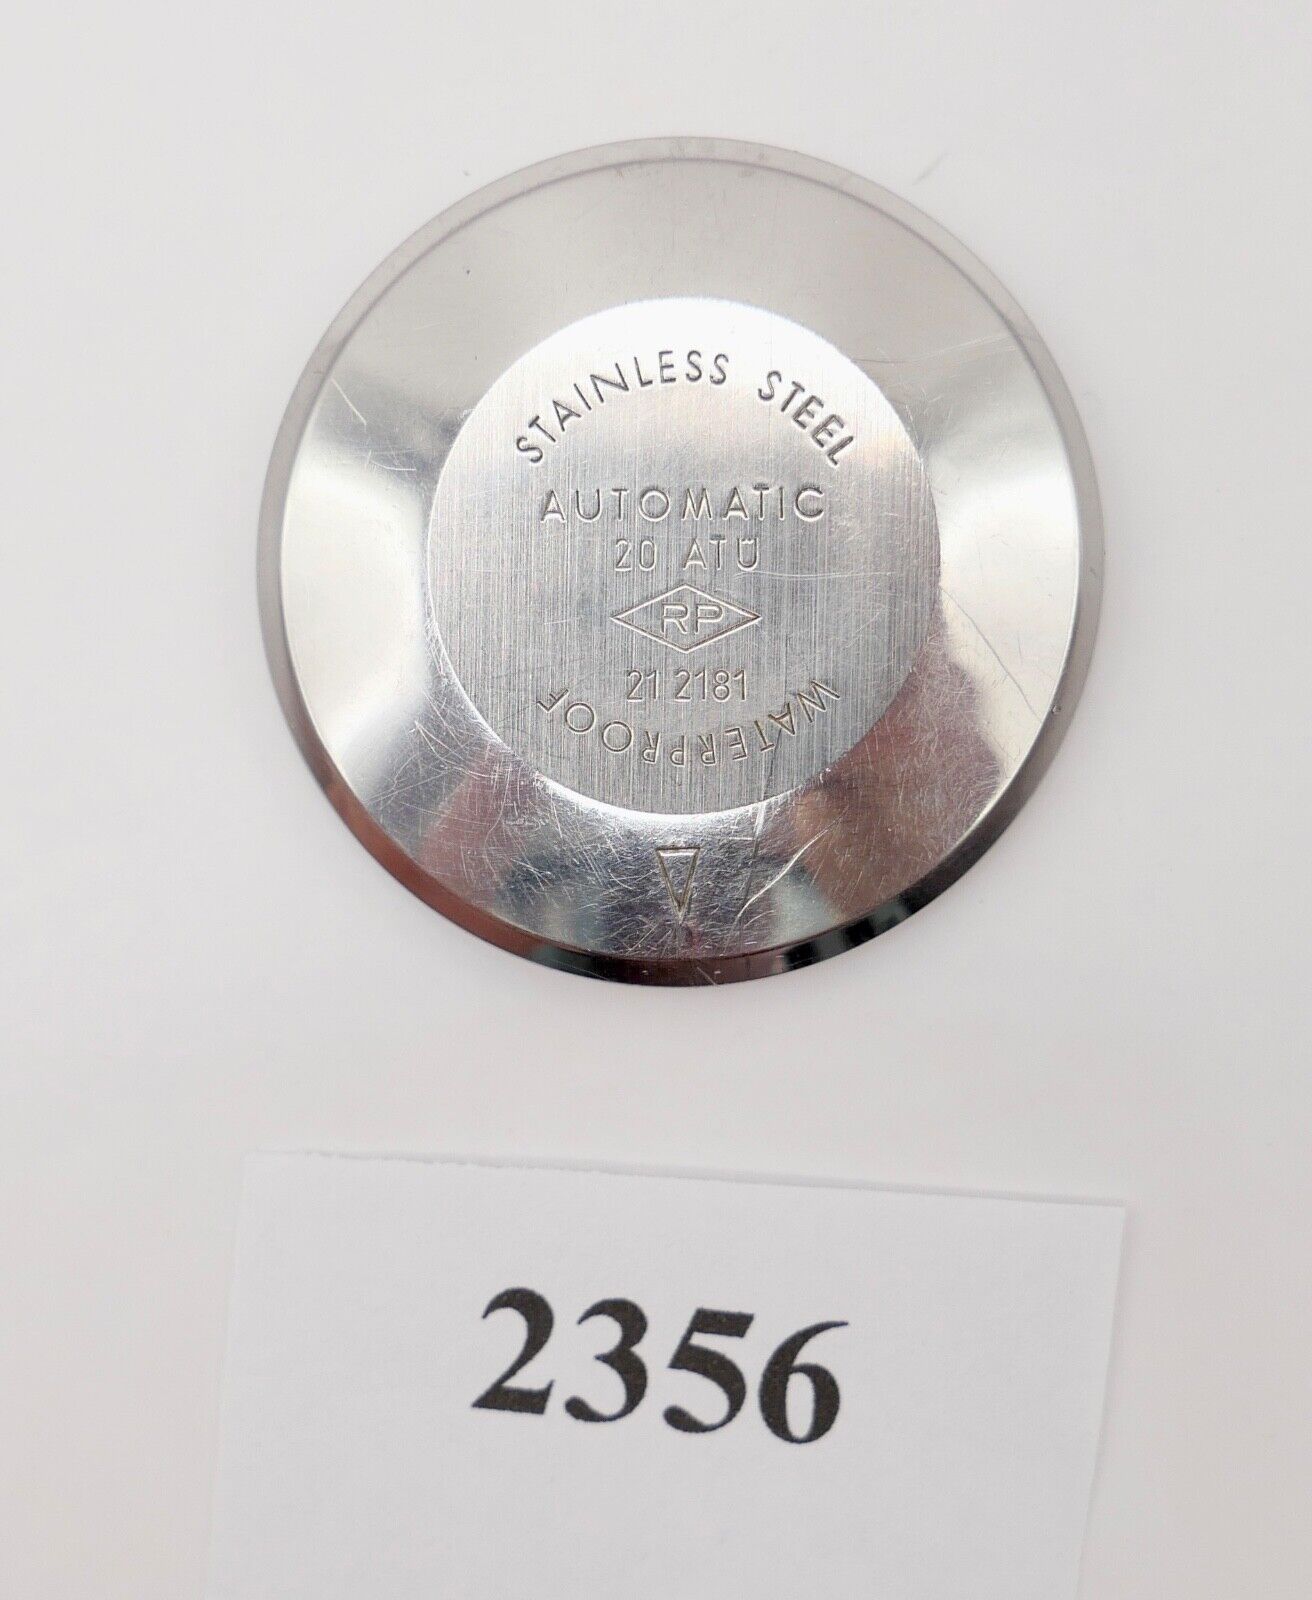 STAINLESS STEEL
AUTOMATIC
20 ATÜ
RP
21 2181
WATERPROOF
2356